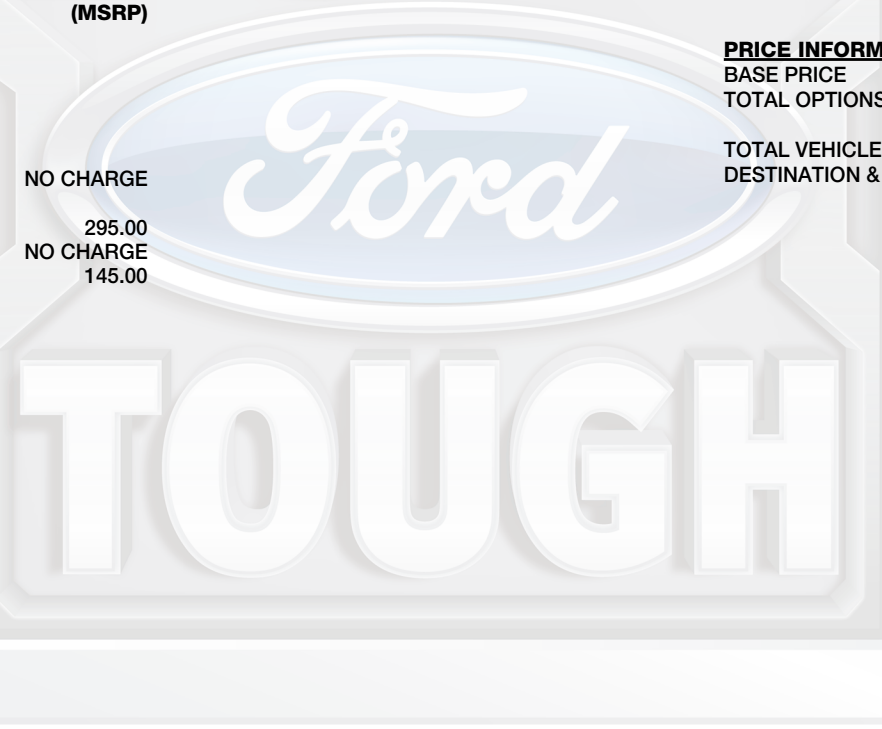 (MSRP)
NO CHARGE
295.00
NO CHARGE
145.00
PRICE INFORM
BASE PRICE
TOTAL OPTIONS
TOTAL VEHICLE
DESTINATION &
Ford
TOUGH